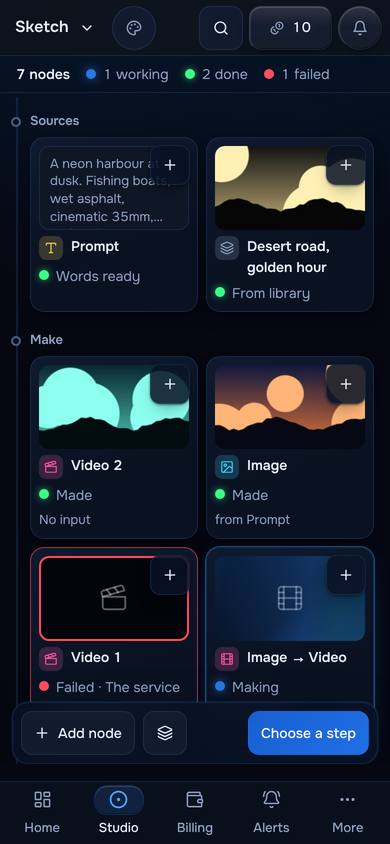 Sketch
10
7 nodes
1 working
2 done
1 failed
Sources
A neon harbour at
dusk. Fishing boats,
wet asphalt,
cinematic 35mm,...
Prompt
Words ready
Desert road,
golden hour
From library
Make
Video 2
Made
No input
Image
Made
from Prompt
Video 1
Failed · The service
Image → Video
Making
Add node
Choose a step
Home
Studio
Billing
Alerts
More